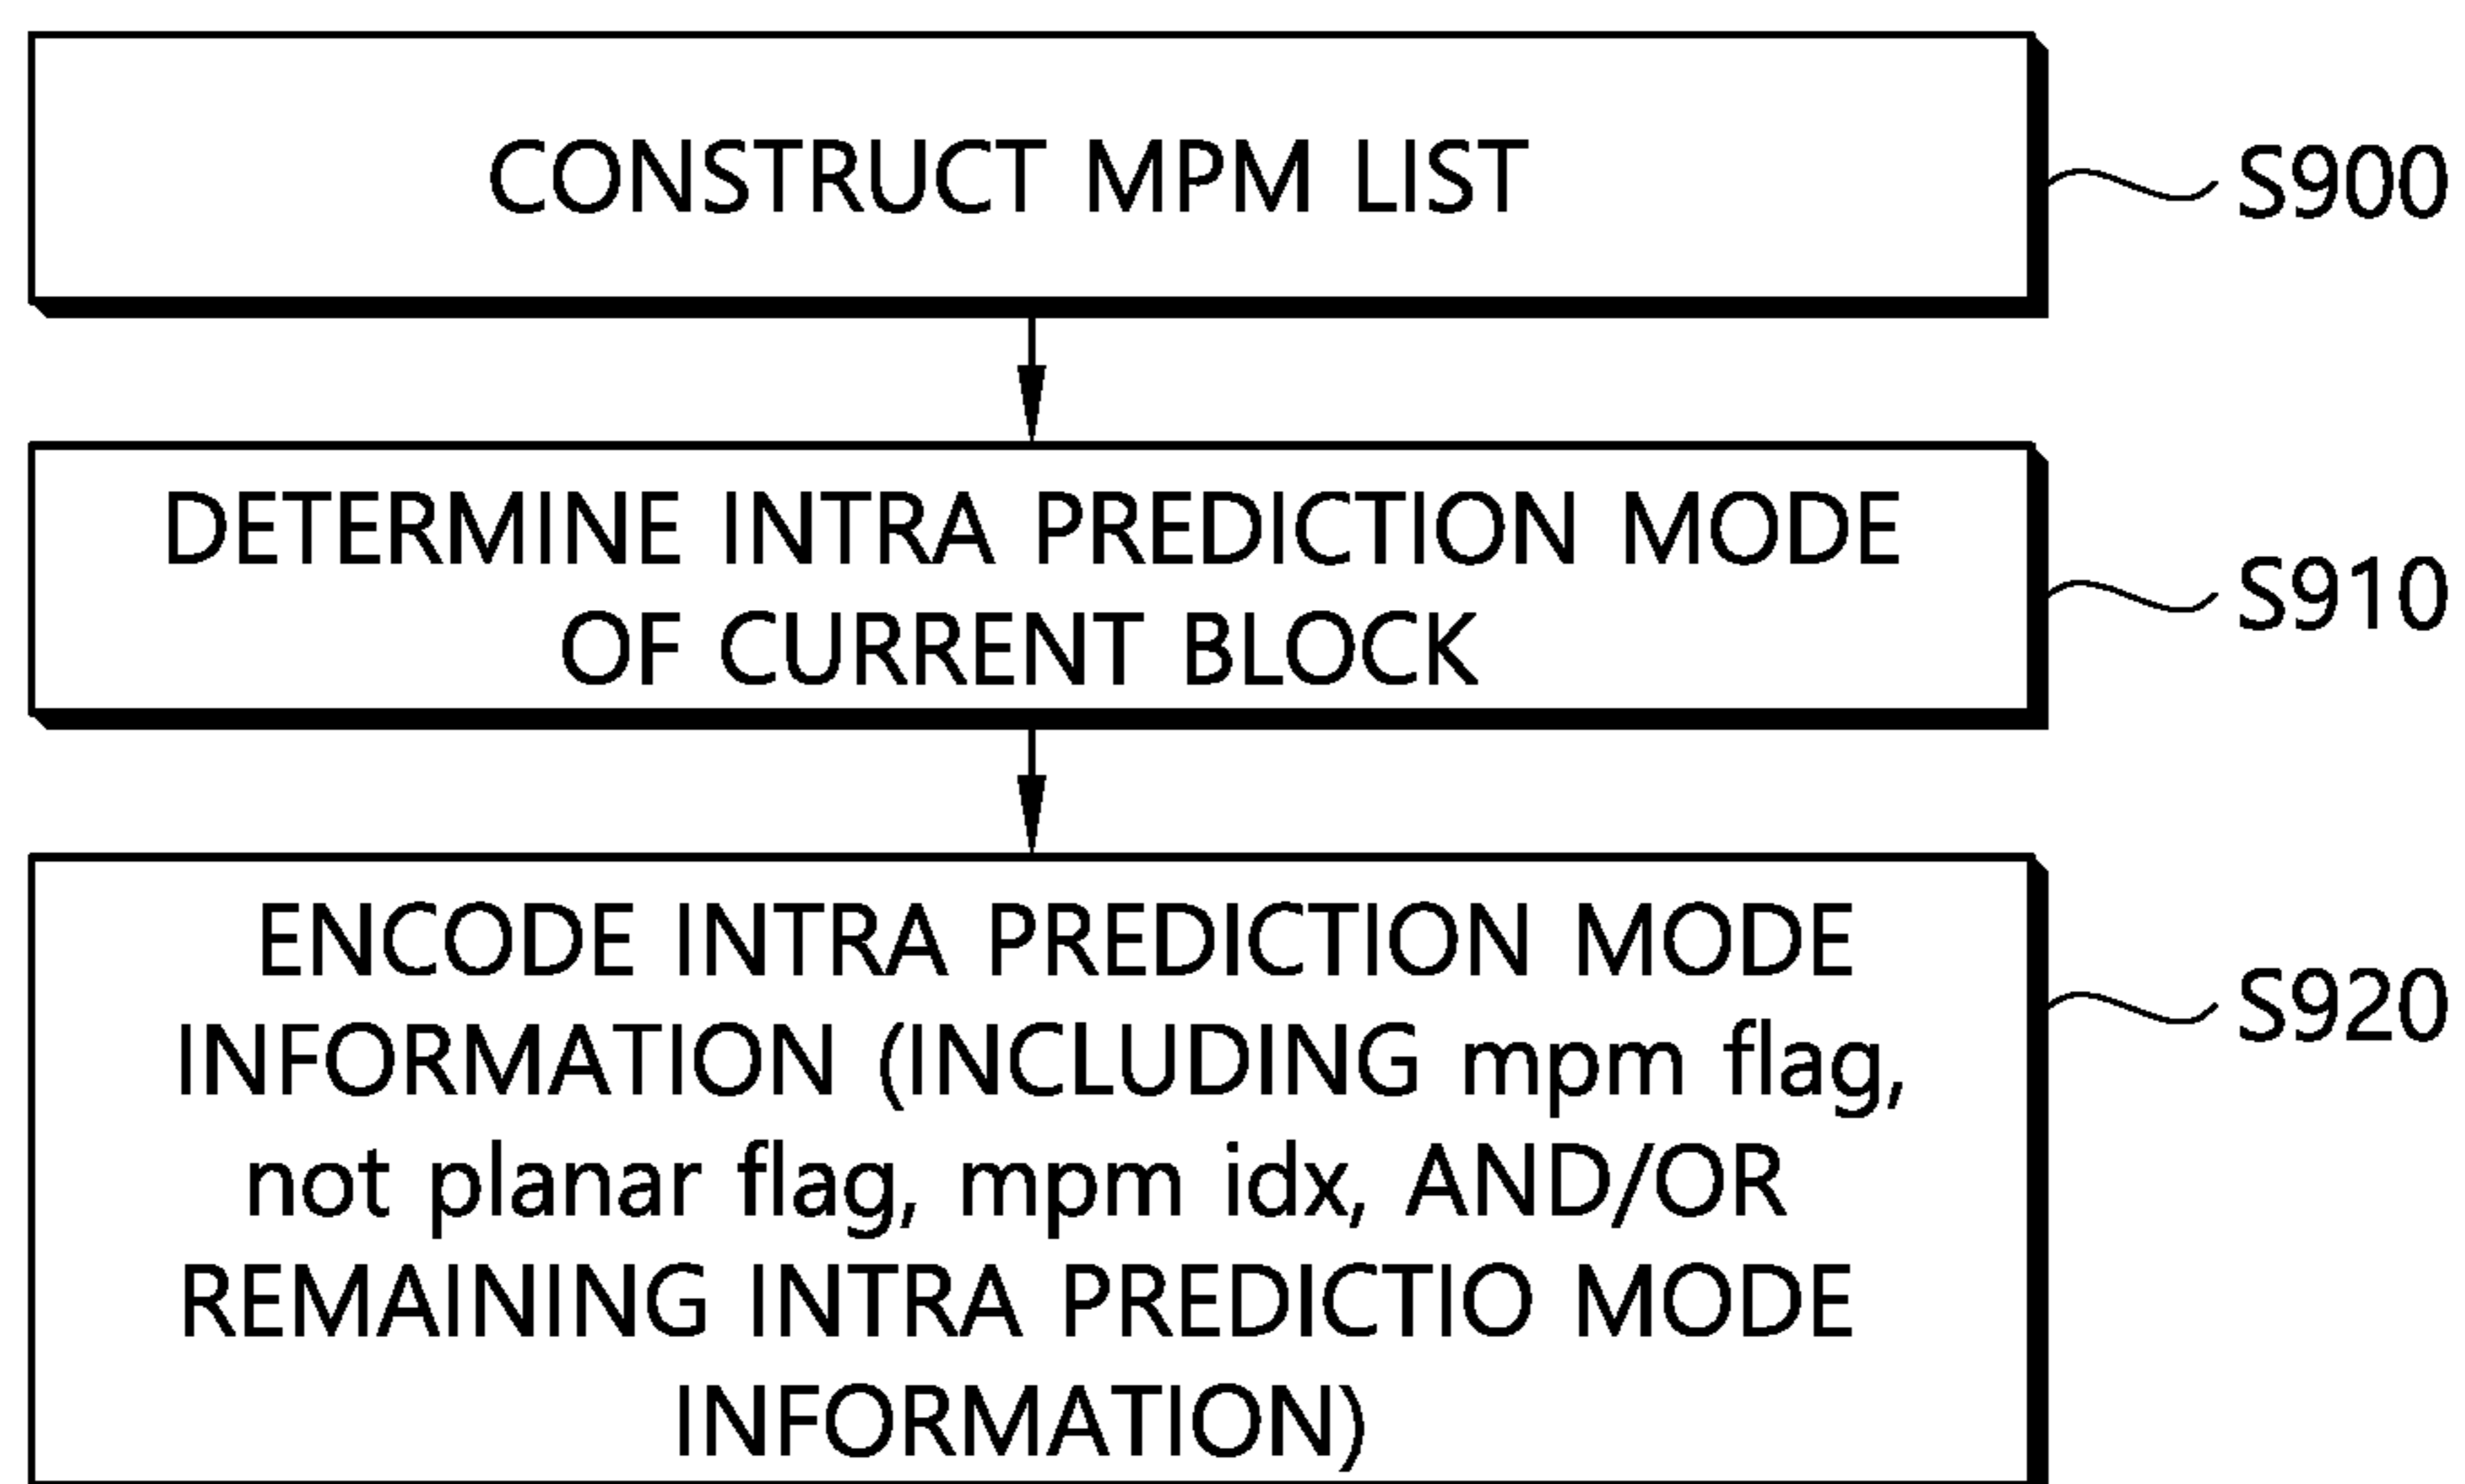 CONSTRUCT MPM LIST
S900
DETERMINE INTRA PREDICTION MODE
OF CURRENT BLOCK
S910
ENCODE INTRA PREDICTION MODE
INFORMATION (INCLUDING mpm flag,
not planar flag, mpm idx, AND/OR
REMAINING INTRA PREDICTIO MODE
INFORMATION)
S920